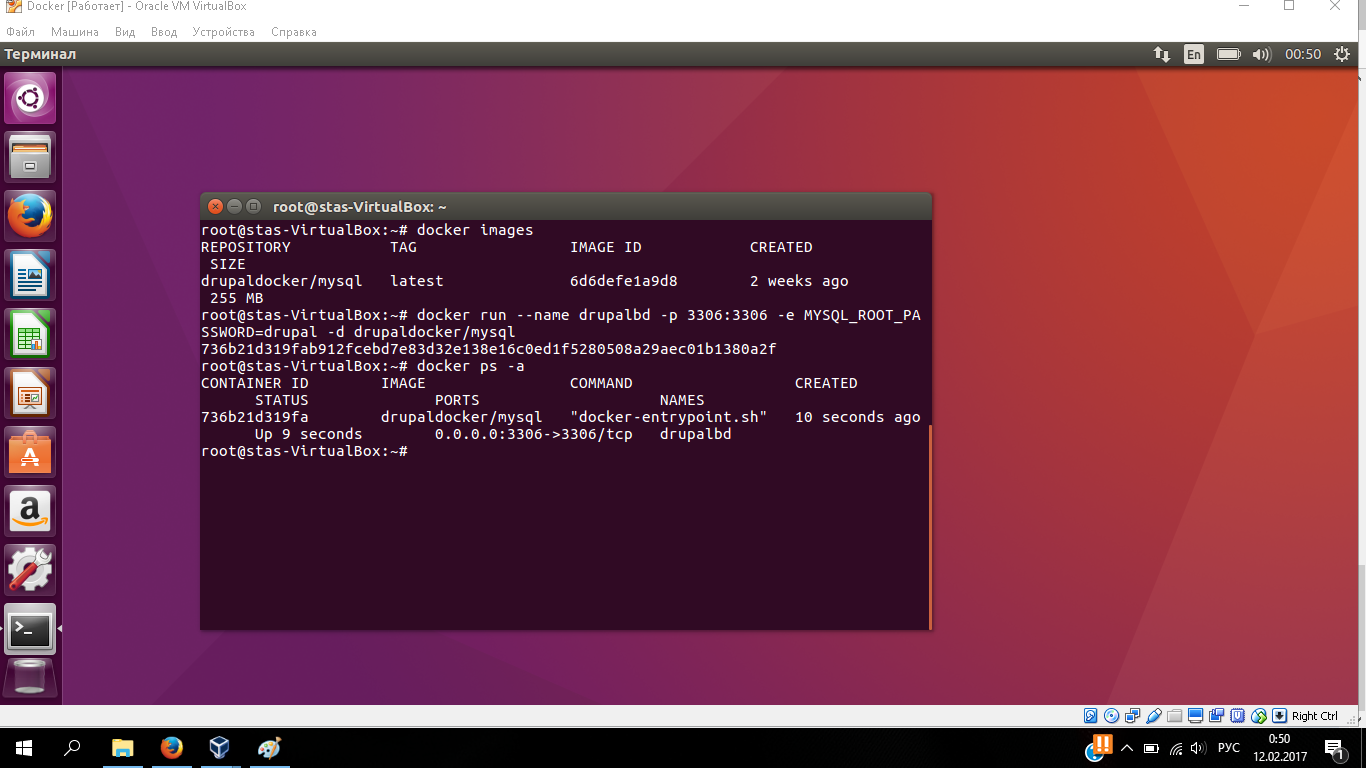 Docker [Работает] - Oracle VM VirtualBox
Файл Машина Вид Ввод Устройства Справка
Терминал En 00:50
root@stas-VirtualBox: ~
root@stas-VirtualBox:~# docker images
REPOSITORY TAG IMAGE ID CREATED
SIZE
drupaldocker/mysql latest 6d6defe1a9d8 2 weeks ago
255 MB
root@stas-VirtualBox:~# docker run --name drupalbd -p 3306:3306 -e MYSQL_ROOT_PA
SSWORD=drupal -d drupaldocker/mysql
736b21d319fab912fcebd7e83d32e138e16c0ed1f5280508a29aec01b1380a2f
root@stas-VirtualBox:~# docker ps -a
CONTAINER ID IMAGE COMMAND CREATED
STATUS PORTS NAMES
736b21d319fa drupaldocker/mysql "docker-entrypoint.sh" 10 seconds ago
Up 9 seconds 0.0.0.0:3306->3306/tcp drupalbd
root@stas-VirtualBox:~#
Right Ctrl
РУС
0:50
12.02.2017
1